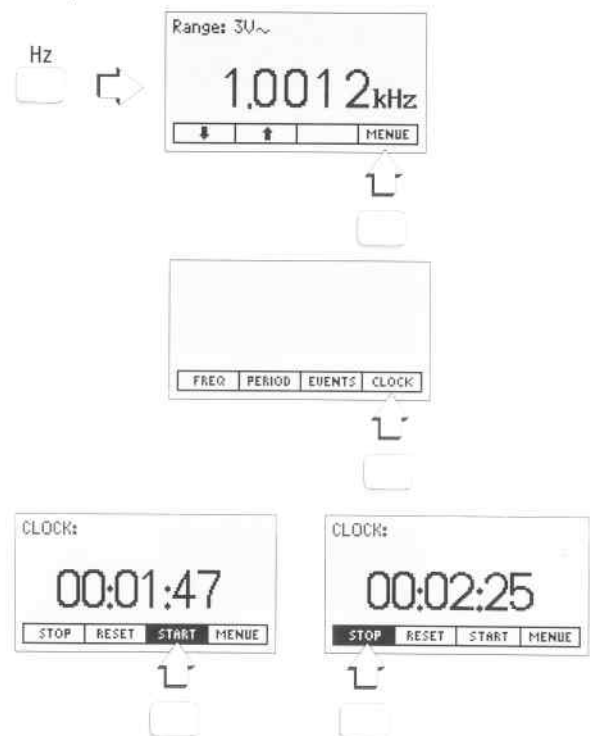 Hz
Range: 3V~
1.0012kHz
MENUE
FREQ PERIOD EVENTS CLOCK
CLOCK:
00:01:47
STOP RESET START MENUE
CLOCK:
00:02:25
STOP RESET START MENUE